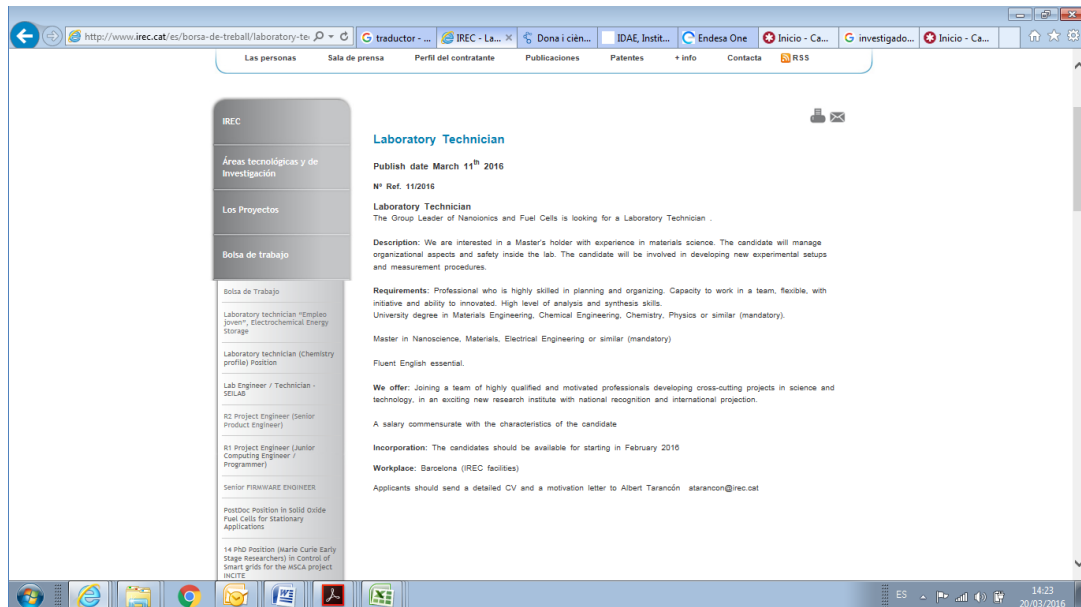 http://www.irec.cat/es/borsa-de-treball/laboratory-te
G traductor - ...
IREC - La...
Dona i cièn...
IDAE, Instit...
Endesa One
Inicio - Ca...
G investigado...
Inicio - Ca...
Las personas Sala de prensa Perfil del contratante Publicaciones Patentes + info Contacta RSS
IREC
Áreas tecnológicas y de
Investigación
Los Proyectos
Bolsa de trabajo
Bolsa de Trabajo
Laboratory technician "Empleo
joven", Electrochemical Energy
Storage
Laboratory technician (Chemistry
profile) Position
Lab Engineer / Technician -
SEILAB
R2 Project Engineer (Senior
Product Engineer)
R1 Project Engineer (Junior
Computing Engineer /
Programmer)
Senior FIRMWARE ENGINEER
PostDoc Position in Solid Oxide
Fuel Cells for Stationary
Applications
14 PhD Position (Marie Curie Early
Stage Researchers) in Control of
Smart grids for the MSCA project
INCITE
Laboratory Technician
Publish date March 11th 2016
Nº Ref. 11/2016
Laboratory Technician
The Group Leader of Nanoionics and Fuel Cells is looking for a Laboratory Technician .
Description: We are interested in a Master's holder with experience in materials science. The candidate will manage
organizational aspects and safety inside the lab. The candidate will be involved in developing new experimental setups
and measurement procedures.
Requirements: Professional who is highly skilled in planning and organizing. Capacity to work in a team, flexible, with
initiative and ability to innovated. High level of analysis and synthesis skills.
University degree in Materials Engineering, Chemical Engineering, Chemistry, Physics or similar (mandatory).
Master in Nanoscience, Materials, Electrical Engineering or similar (mandatory)
Fluent English essential.
We offer: Joining a team of highly qualified and motivated professionals developing cross-cutting projects in science and
technology, in an exciting new research institute with national recognition and international projection.
A salary commensurate with the characteristics of the candidate
Incorporation: The candidates should be available for starting in February 2016
Workplace: Barcelona (IREC facilities)
Applicants should send a detailed CV and a motivation letter to Albert Tarancón atarancon@irec.cat
ES
14:23
20/03/2016